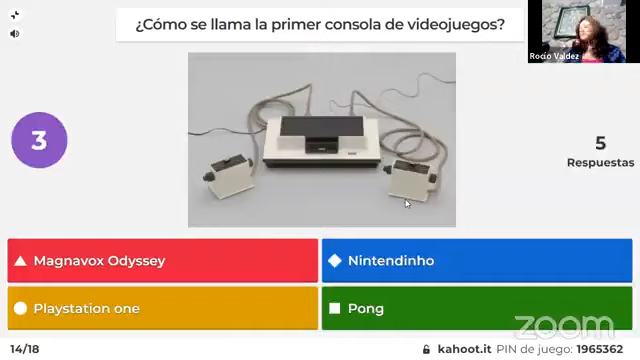 ¿Cómo se llama la primer consola de videojuegos?
Rocío Valdez
3
5
Respuestas
Magnavox Odyssey
Nintendinho
Playstation one
Pong
zoom
14/18
kahoot.it PIN de juego: 1965362